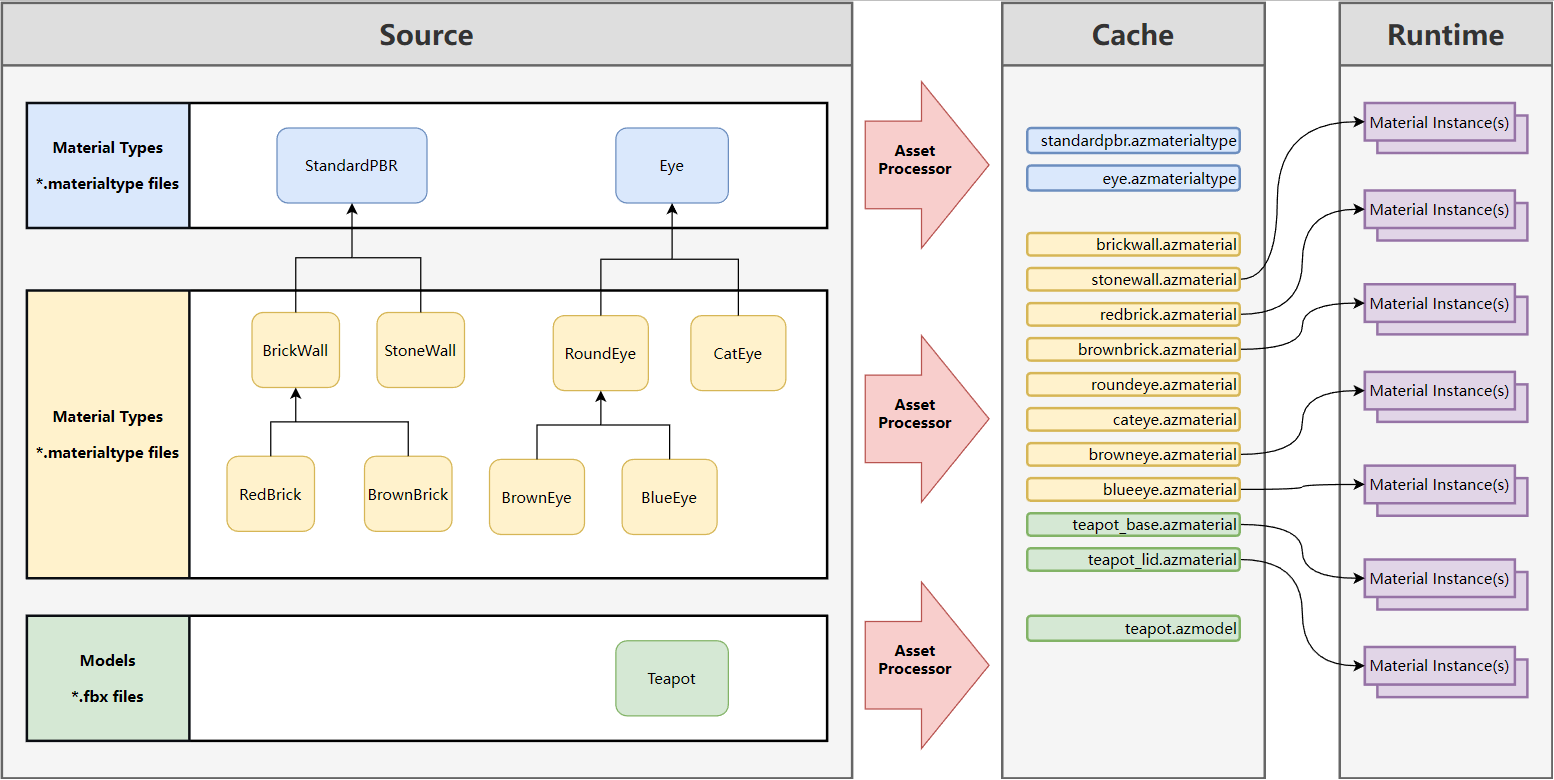 Source
Cache
Runtime
Material Types
*.materialtype files
StandardPBR
Eye
Material Types
*.materialtype files
BrickWall
StoneWall
RoundEye
CatEye
RedBrick
BrownBrick
BrownEye
BlueEye
Models
*.fbx files
Teapot
Asset
Processor
Asset
Processor
Asset
Processor
standardpbr.azmaterialtype
eye.azmaterialtype
brickwall.azmaterial
stonewall.azmaterial
redbrick.azmaterial
brownbrick.azmaterial
roundeye.azmaterial
cateye.azmaterial
browneye.azmaterial
blueeye.azmaterial
teapot_base.azmaterial
teapot_lid.azmaterial
teapot.azmodel
Material Instance(s)
Material Instance(s)
Material Instance(s)
Material Instance(s)
Material Instance(s)
Material Instance(s)
Material Instance(s)